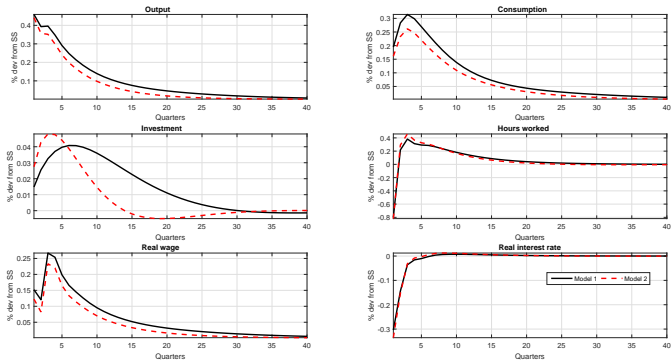 Output
% dev from SS
0.4
0.3
0.2
0.1
5 10 15 20 25 30 35 40
Quarters
Consumption
% dev from SS
0.3
0.25
0.2
0.15
0.1
0.05
5 10 15 20 25 30 35 40
Quarters
Investment
% dev from SS
0.04
0.03
0.02
0.01
0
5 10 15 20 25 30 35 40
Quarters
Hours worked
% dev from SS
0.4
0.2
0
-0.2
-0.4
-0.6
-0.8
5 10 15 20 25 30 35 40
Quarters
Real wage
% dev from SS
0.25
0.2
0.15
0.1
0.05
5 10 15 20 25 30 35 40
Quarters
Real interest rate
% dev from SS
0
-0.1
-0.2
-0.3
Model 1 Model 2
5 10 15 20 25 30 35 40
Quarters